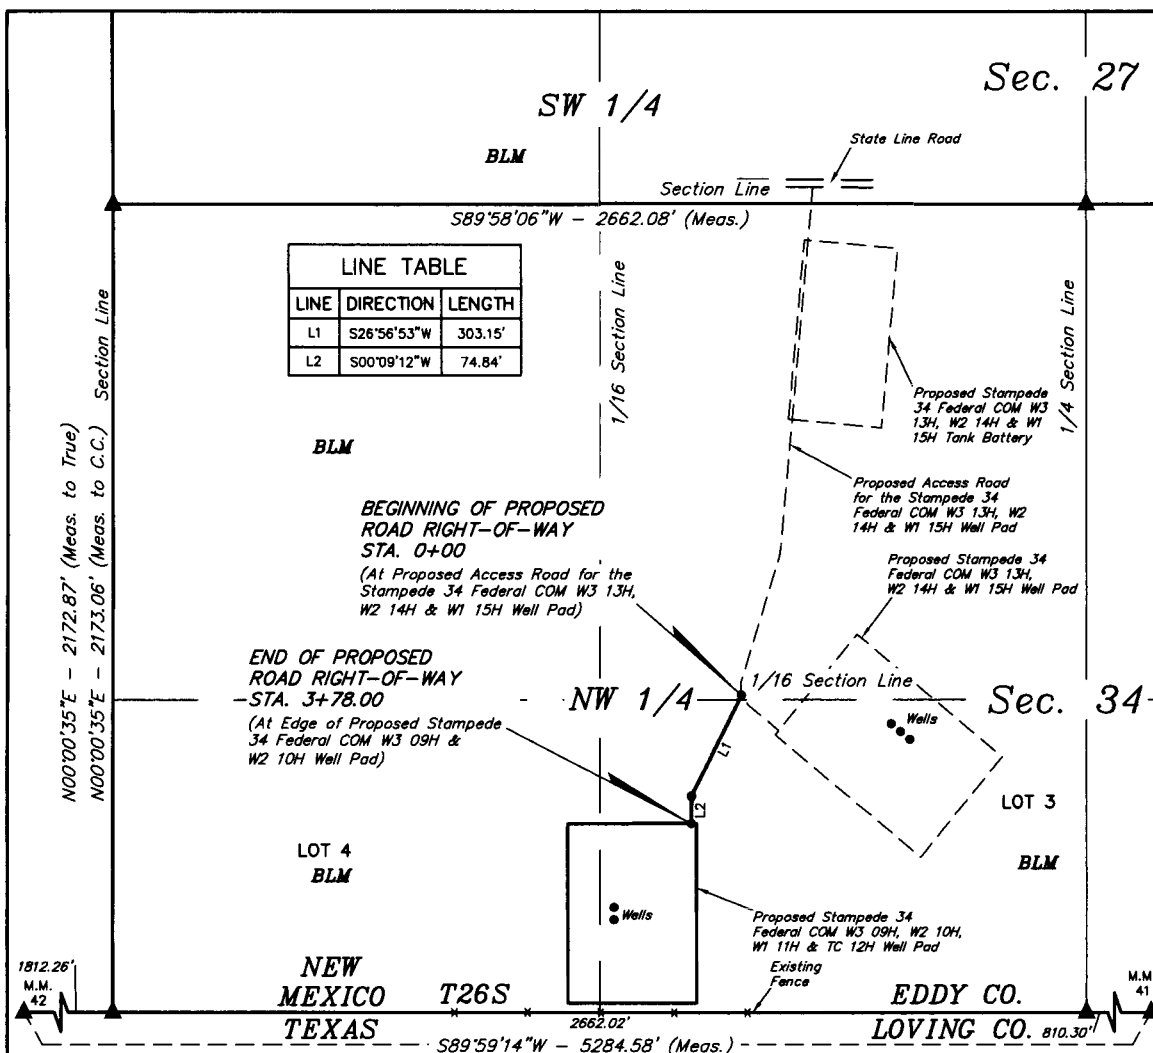 Sec. 27
SW 1/4
State Line Road
BLM
Section Line
S89°58'06"W - 2662.08' (Meas.)
LINE TABLE
LINE DIRECTION LENGTH
L1 S26°56'53"W 303.15'
L2 S00°09'12"W 74.84'
Section Line
1/16 Section Line
1/4 Section Line
N00°00'35"E - 2172.87' (Meas. to True)
N00°00'35"E - 2173.06' (Meas. to C.C.)
Proposed Stampede
34 Federal COM W3
13H, W2 14H & W1
15H Tank Battery
BLM
Proposed Access Road
for the Stampede 34
Federal COM W3 13H, W2
14H & W1 15H Well Pad
BEGINNING OF PROPOSED
ROAD RIGHT-OF-WAY
STA. 0+00
(At Proposed Access Road for the
Stampede 34 Federal COM W3 13H,
W2 14H & W1 15H Well Pad)
Proposed Stampede 34
Federal COM W3 13H,
W2 14H & W1 15H Well Pad
END OF PROPOSED
ROAD RIGHT-OF-WAY
STA. 3+78.00
(At Edge of Proposed Stampede
34 Federal COM W3 09H &
W2 10H Well Pad)
1/16 Section Line
NW 1/4
Sec. 34
Wells
L1
L2
LOT 3
BLM
LOT 4
BLM
Wells
Proposed Stampede 34
Federal COM W3 09H, W2 10H,
W1 11H & TC 12H Well Pad
Existing
Fence
1812.26'
M.M.
42
NEW
MEXICO
T26S
EDDY CO.
M.M.
41
TEXAS
2662.02'
LOVING CO.
810.30'
S89°59'14"W - 5284.58' (Meas.)